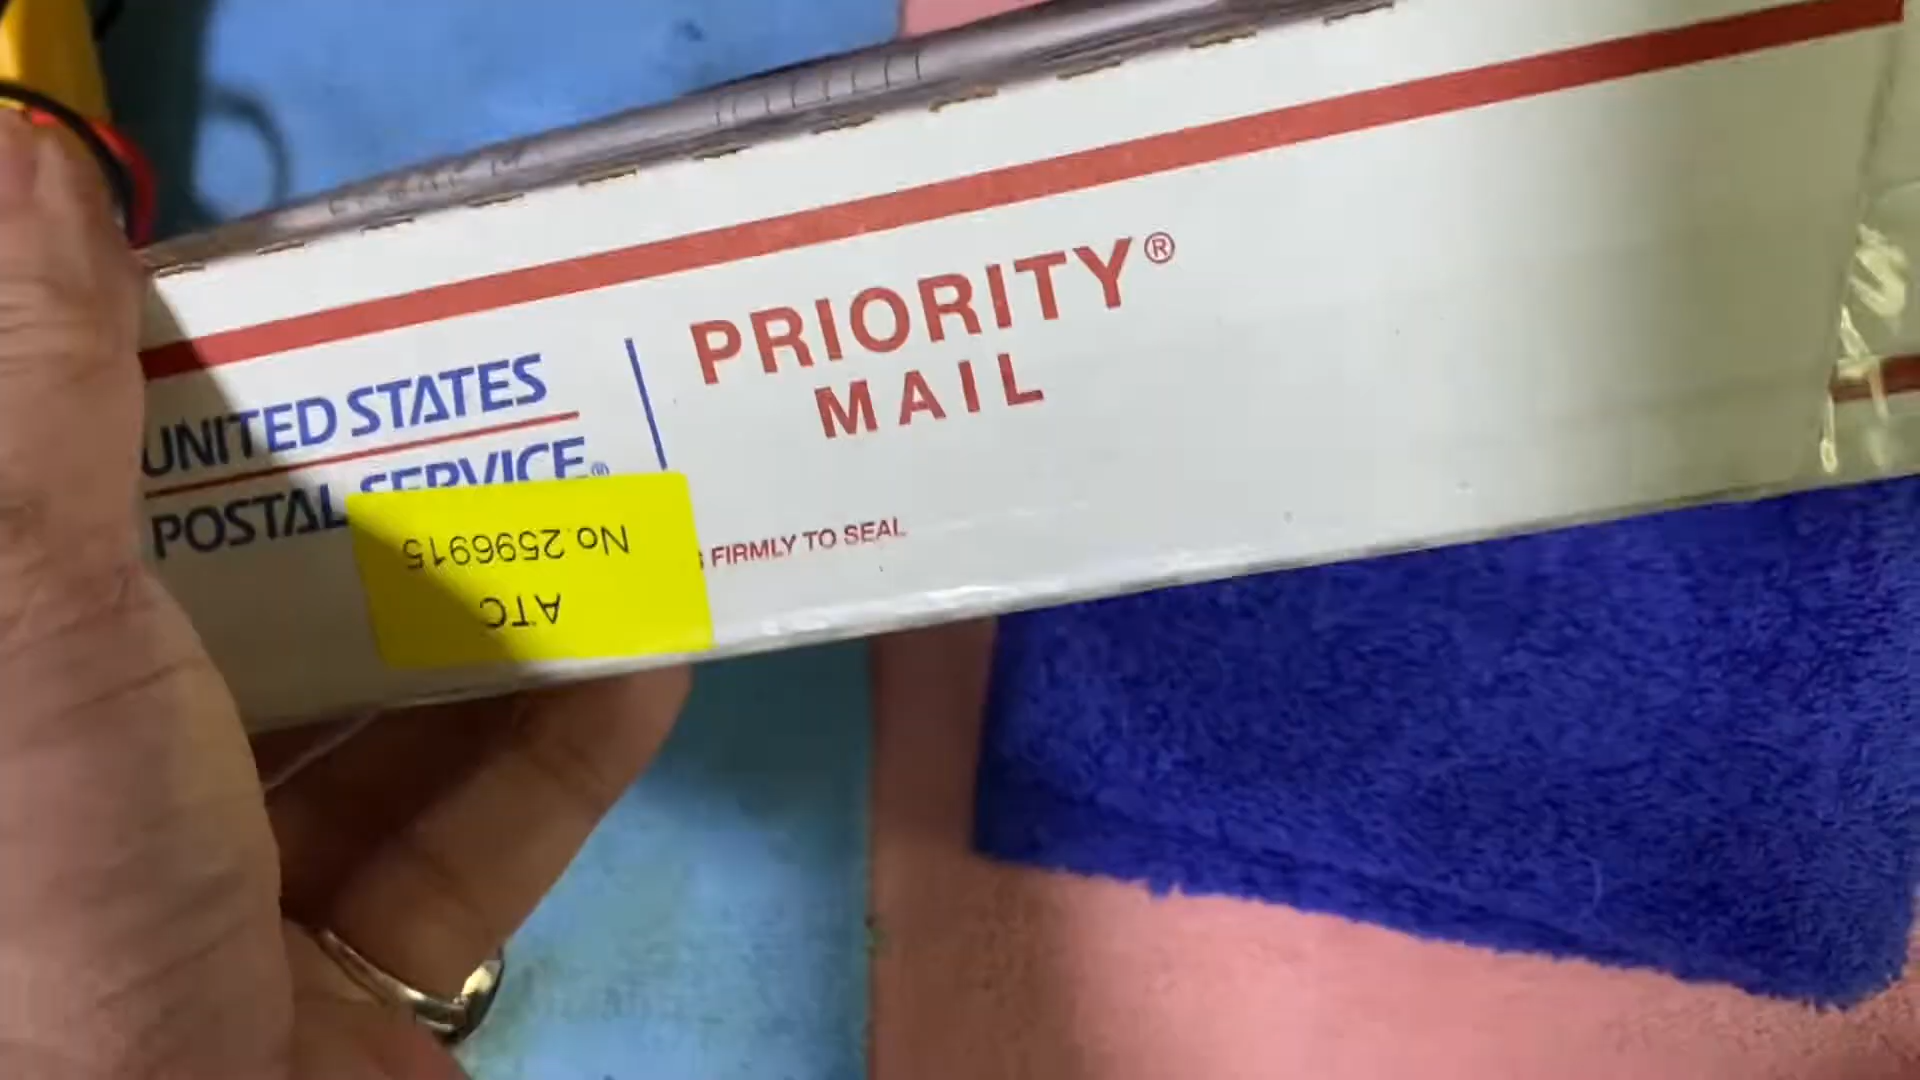 UNITED STATES
POSTAL SERVICE®
PRIORITY®
MAIL
FIRMLY TO SEAL
ATC
No.2596915